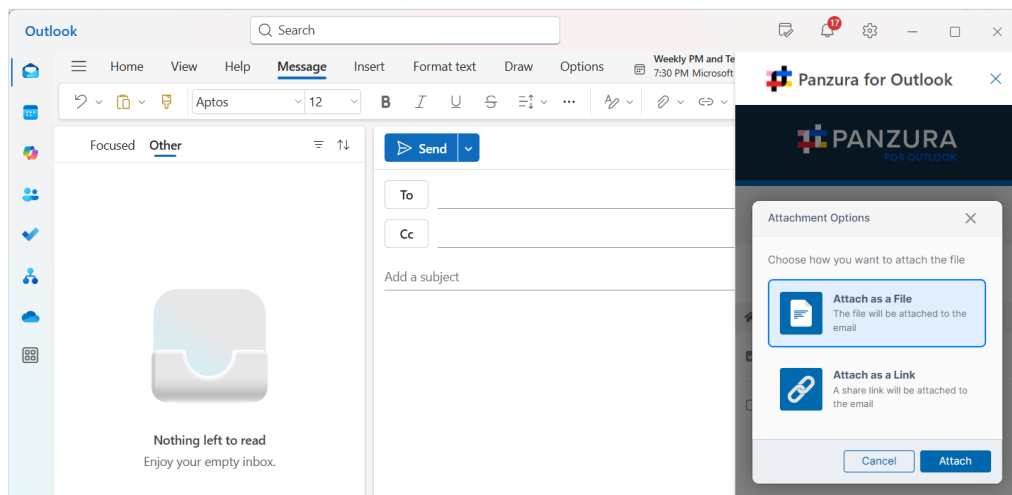 Outlook
Search
17
Home View Help Message Insert Format text Draw Options
Weekly PM and Te
7:30 PM Microsoft
Aptos 12 B I U S
Focused Other
Send
To
Cc
Add a subject
Nothing left to read
Enjoy your empty inbox.
Panzura for Outlook
PANZURA
FOR OUTLOOK
Attachment Options
Choose how you want to attach the file
Attach as a File
The file will be attached to the
email
Attach as a Link
A share link will be attached to
the email
Cancel Attach